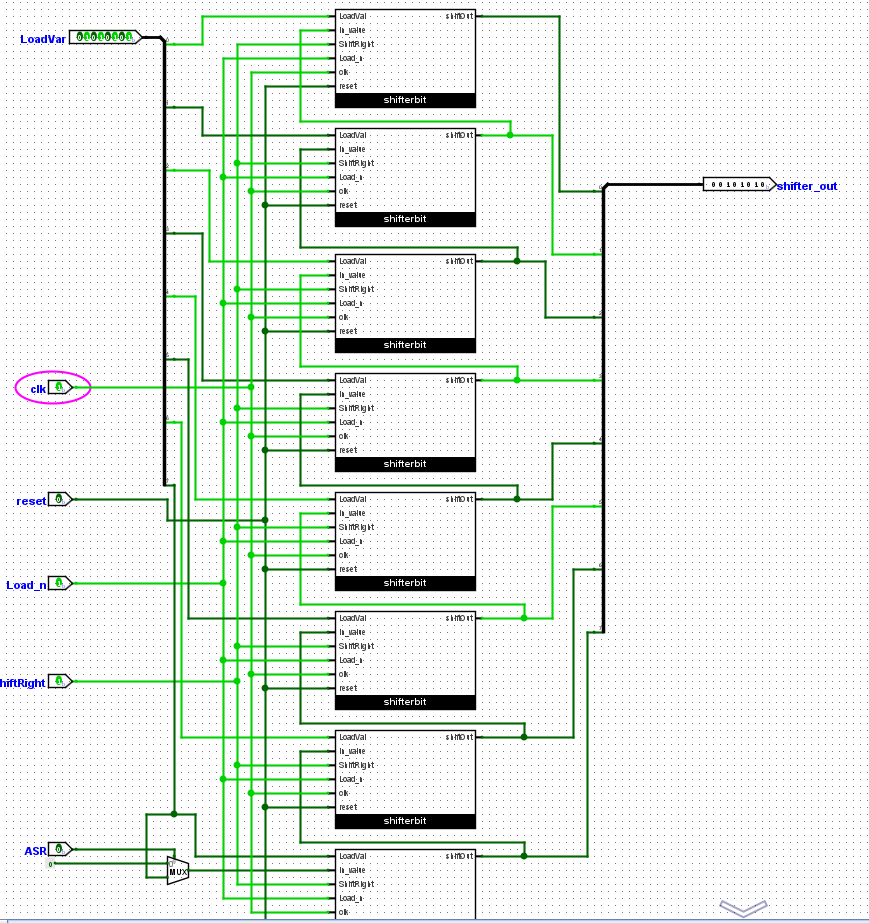 LoadVar
LoadVal
In_value
ShiftRight
Load_n
clk
reset
shiftOut
shifterbit
LoadVal
In_value
ShiftRight
Load_n
clk
reset
shiftOut
shifterbit
shifter_out
0 0 1 0 1 0 1 0
LoadVal
In_value
ShiftRight
Load_n
clk
reset
shiftOut
shifterbit
clk
LoadVal
In_value
ShiftRight
Load_n
clk
reset
shiftOut
shifterbit
reset
LoadVal
In_value
ShiftRight
Load_n
clk
reset
shiftOut
shifterbit
Load_n
LoadVal
In_value
ShiftRight
Load_n
clk
reset
shiftOut
shifterbit
hiftRight
LoadVal
In_value
ShiftRight
Load_n
clk
reset
shiftOut
shifterbit
ASR
0
MUX
LoadVal
In_value
ShiftRight
Load_n
clk
shiftOut